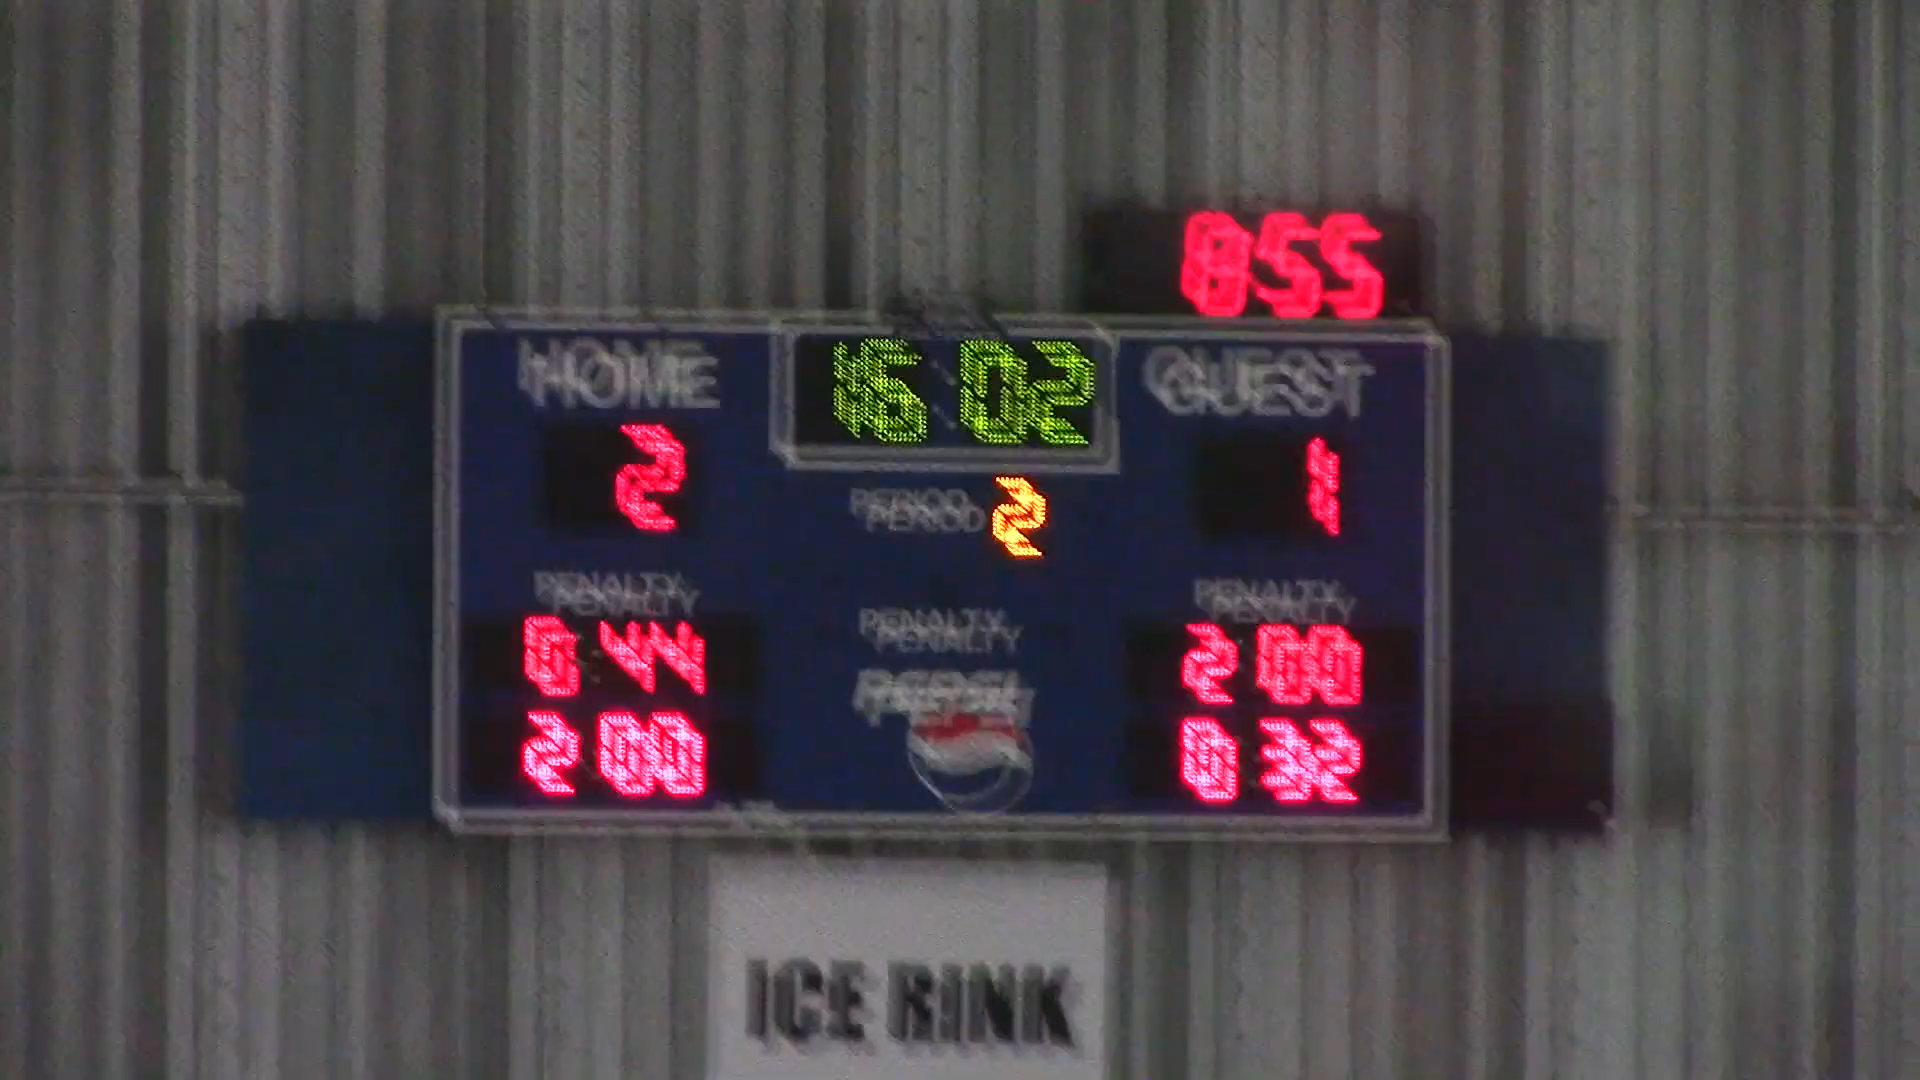 855
HOME 16:02 GUEST
2 PERIOD 2 1
PENALTY PENALTY PENALTY
0:44 2:00
PEPSI
2:00 0:32
ICE RINK